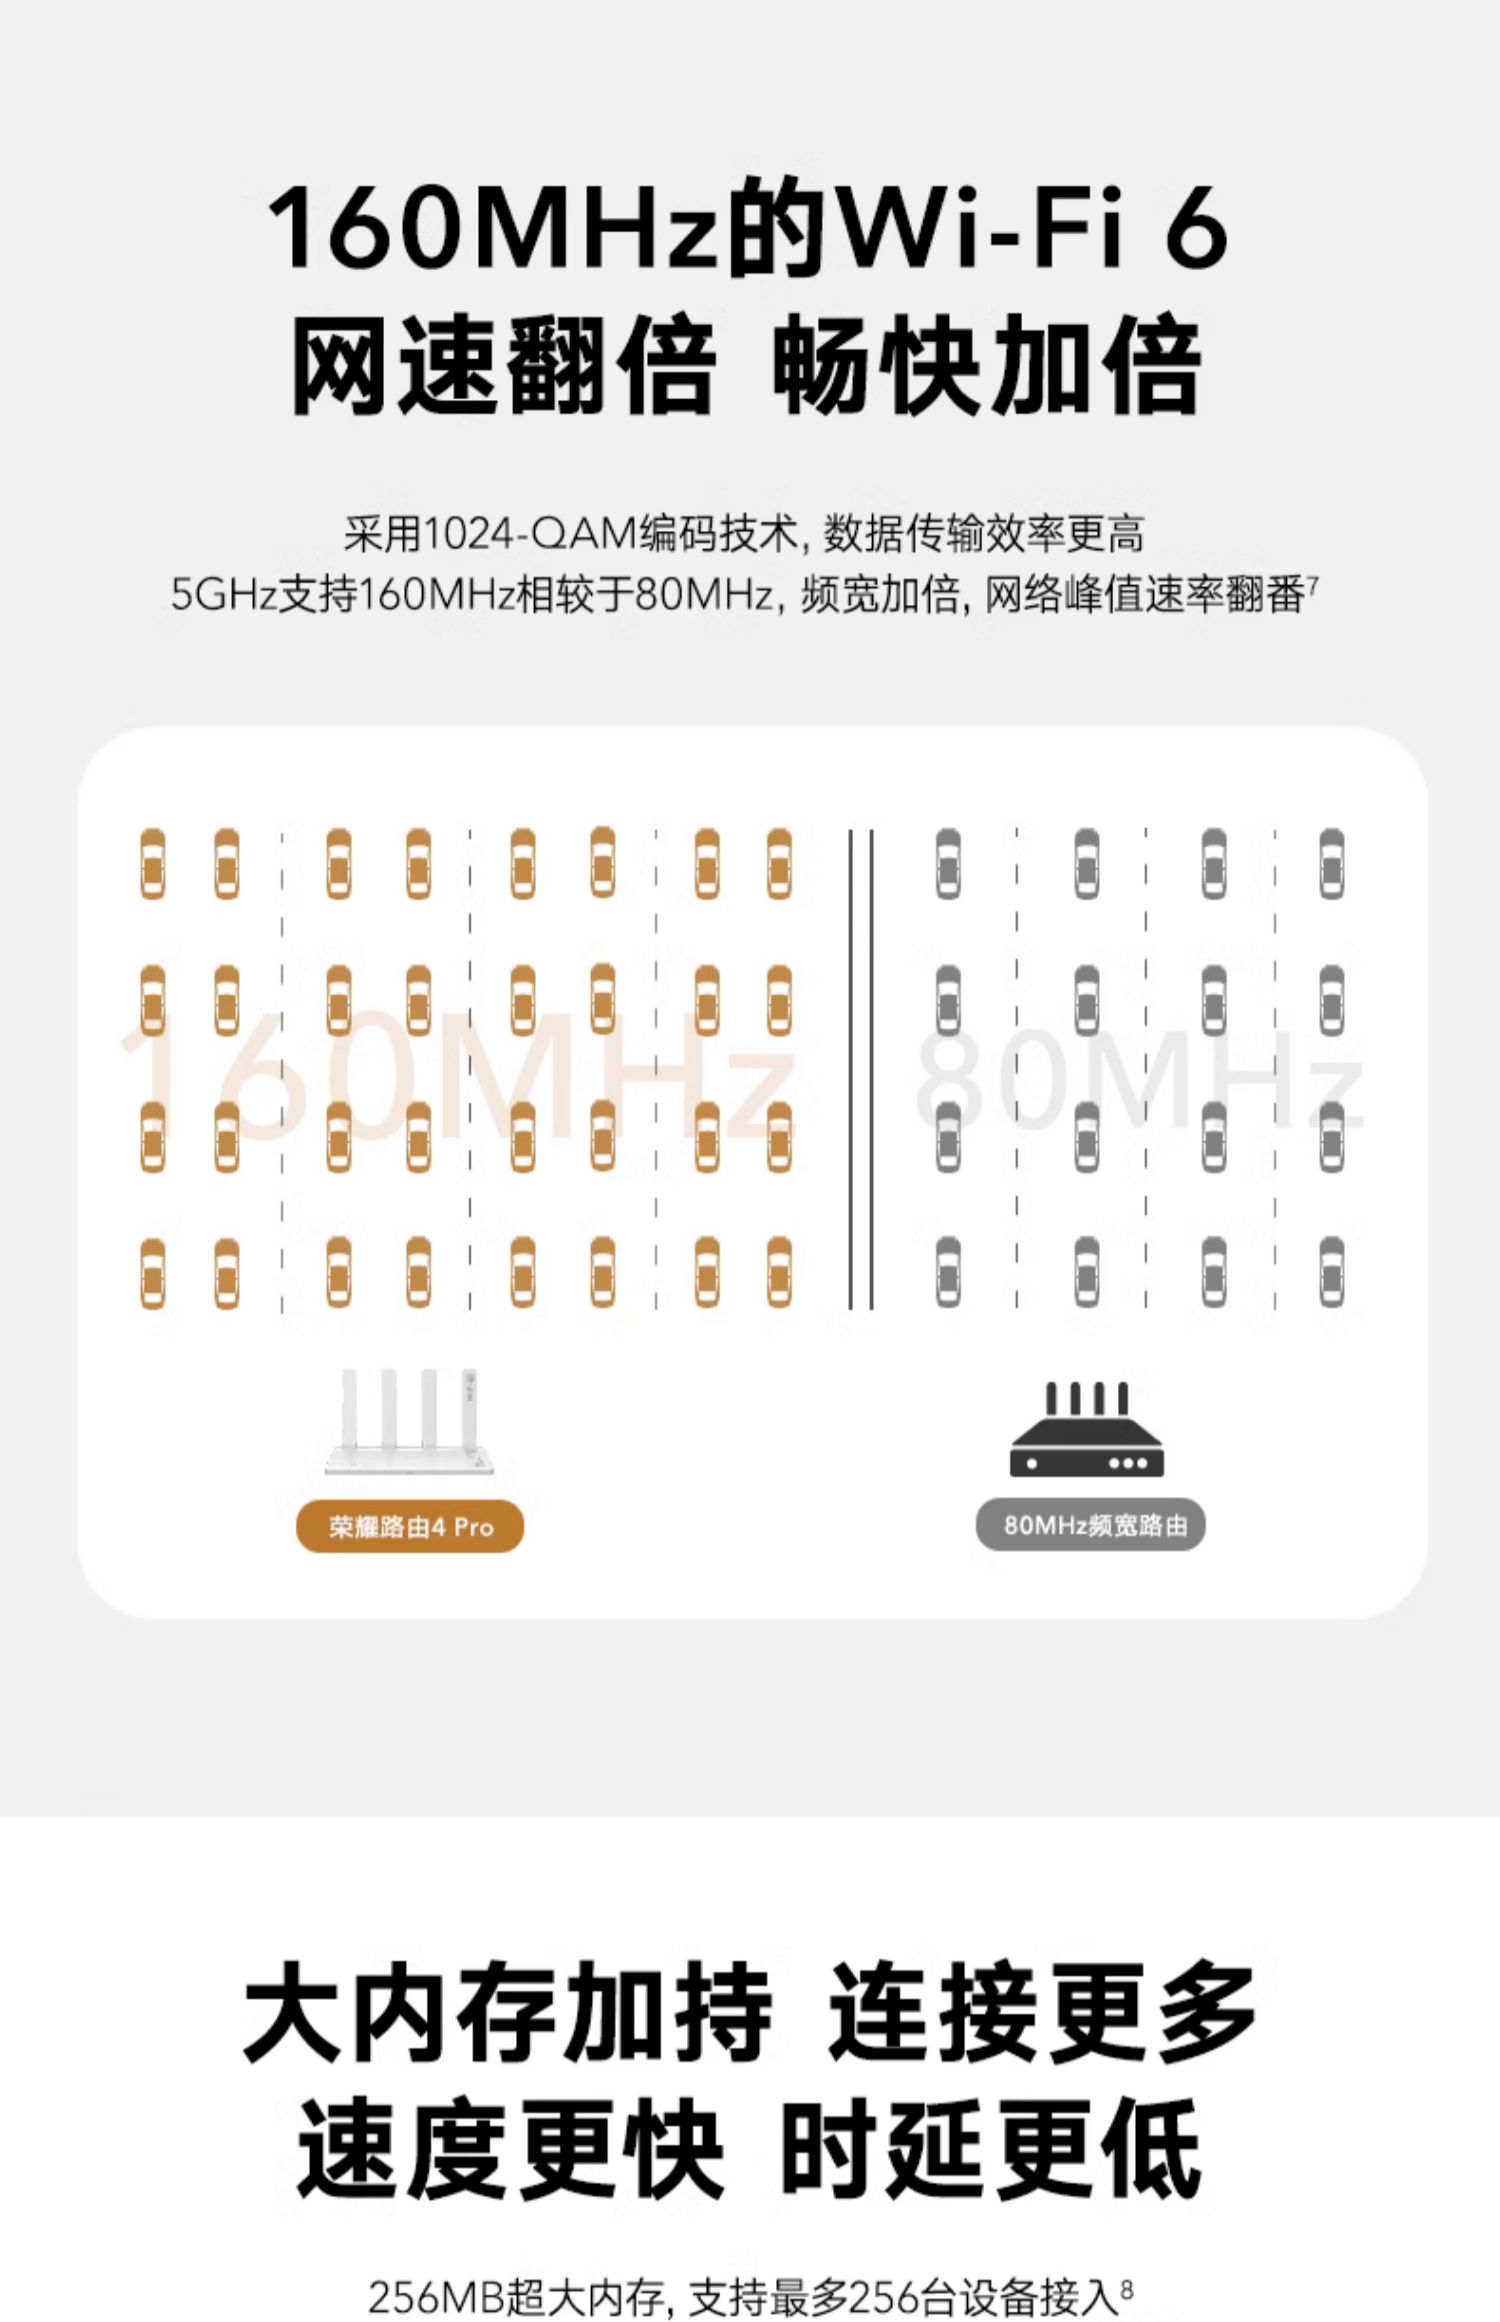 160MHz的Wi-Fi 6
网速翻倍 畅快加倍
采用1024-QAM编码技术, 数据传输效率更高
5GHz支持160MHz相较于80MHz, 频宽加倍, 网络峰值速率翻番7
160MHz
80MHz
荣耀路由4 Pro
80MHz频宽路由
大内存加持 连接更多
速度更快 时延更低
256MB超大内存, 支持最多256台设备接入8